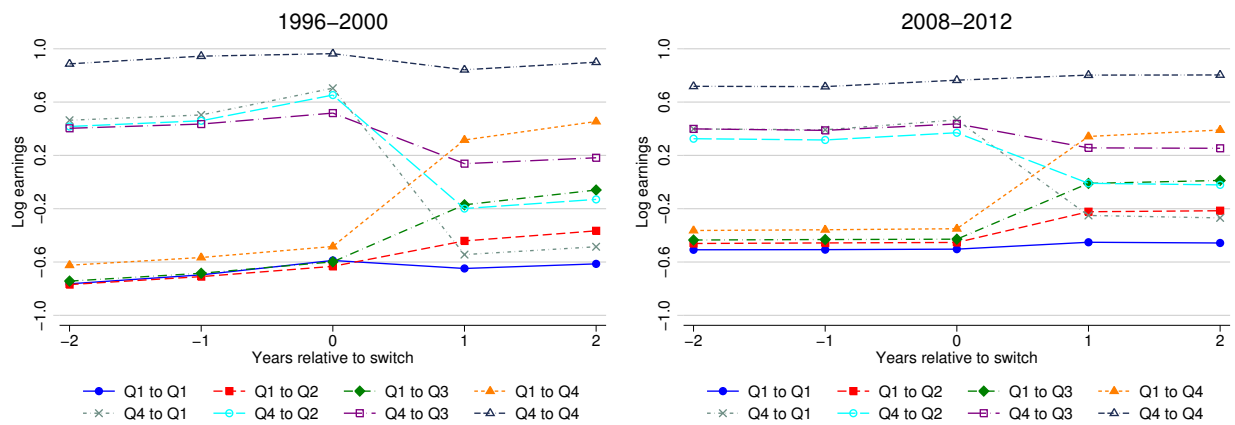 1996–2000
Log earnings
1.0
0.6
0.2
−0.2
−0.6
−1.0
−2 −1 0 1 2
Years relative to switch
Q1 to Q1 Q1 to Q2 Q1 to Q3 Q1 to Q4
Q4 to Q1 Q4 to Q2 Q4 to Q3 Q4 to Q4
2008–2012
Log earnings
1.0
0.6
0.2
−0.2
−0.6
−1.0
−2 −1 0 1 2
Years relative to switch
Q1 to Q1 Q1 to Q2 Q1 to Q3 Q1 to Q4
Q4 to Q1 Q4 to Q2 Q4 to Q3 Q4 to Q4